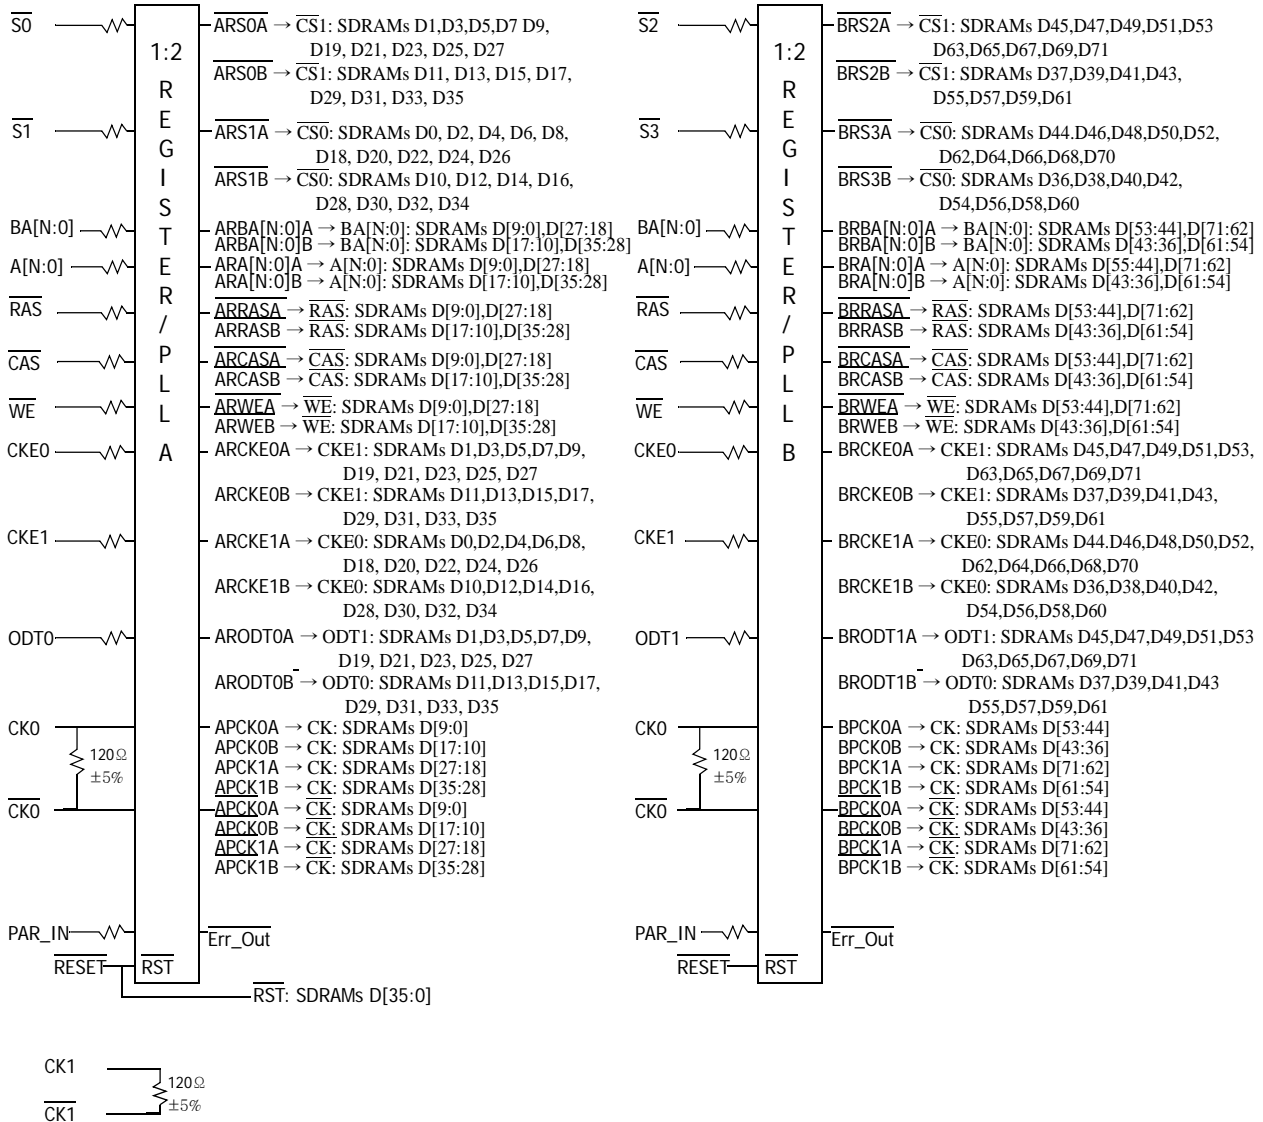 S0
ARS0A → CS1: SDRAMs D1,D3,D5,D7 D9,
D19, D21, D23, D25, D27
ARS0B → CS1: SDRAMs D11, D13, D15, D17,
D29, D31, D33, D35
S1
ARS1A → CS0: SDRAMs D0, D2, D4, D6, D8,
D18, D20, D22, D24, D26
ARS1B → CS0: SDRAMs D10, D12, D14, D16,
D28, D30, D32, D34
BA[N:0]
ARBA[N:0]A → BA[N:0]: SDRAMs D[9:0],D[27:18]
ARBA[N:0]B → BA[N:0]: SDRAMs D[17:10],D[35:28]
A[N:0]
ARA[N:0]A → A[N:0]: SDRAMs D[9:0],D[27:18]
ARA[N:0]B → A[N:0]: SDRAMs D[17:10],D[35:28]
RAS
ARRASA → RAS: SDRAMs D[9:0],D[27:18]
ARRASB → RAS: SDRAMs D[17:10],D[35:28]
CAS
ARCASA → CAS: SDRAMs D[9:0],D[27:18]
ARCASB → CAS: SDRAMs D[17:10],D[35:28]
WE
ARWEA → WE: SDRAMs D[9:0],D[27:18]
ARWEB → WE: SDRAMs D[17:10],D[35:28]
CKE0
ARCKE0A → CKE1: SDRAMs D1,D3,D5,D7,D9,
D19, D21, D23, D25, D27
ARCKE0B → CKE1: SDRAMs D11,D13,D15,D17,
D29, D31, D33, D35
CKE1
ARCKE1A → CKE0: SDRAMs D0,D2,D4,D6,D8,
D18, D20, D22, D24, D26
ARCKE1B → CKE0: SDRAMs D10,D12,D14,D16,
D28, D30, D32, D34
ODT0
ARODT0A → ODT1: SDRAMs D1,D3,D5,D7,D9,
D19, D21, D23, D25, D27
ARODT0B → ODT0: SDRAMs D11,D13,D15,D17,
D29, D31, D33, D35
CK0
120Ω
±5%
CK0
APCK0A → CK: SDRAMs D[9:0]
APCK0B → CK: SDRAMs D[17:10]
APCK1A → CK: SDRAMs D[27:18]
APCK1B → CK: SDRAMs D[35:28]
APCK0A → CK: SDRAMs D[9:0]
APCK0B → CK: SDRAMs D[17:10]
APCK1A → CK: SDRAMs D[27:18]
APCK1B → CK: SDRAMs D[35:28]
PAR_IN
Err_Out
RESET
RST
RST: SDRAMs D[35:0]
1:2
REGISTER/PLL
A
CK1
120Ω
±5%
CK1
S2
BRS2A → CS1: SDRAMs D45,D47,D49,D51,D53
D63,D65,D67,D69,D71
BRS2B → CS1: SDRAMs D37,D39,D41,D43,
D55,D57,D59,D61
S3
BRS3A → CS0: SDRAMs D44.D46,D48,D50,D52,
D62,D64,D66,D68,D70
BRS3B → CS0: SDRAMs D36,D38,D40,D42,
D54,D56,D58,D60
BA[N:0]
BRBA[N:0]A → BA[N:0]: SDRAMs D[53:44],D[71:62]
BRBA[N:0]B → BA[N:0]: SDRAMs D[43:36],D[61:54]
A[N:0]
BRA[N:0]A → A[N:0]: SDRAMs D[55:44],D[71:62]
BRA[N:0]B → A[N:0]: SDRAMs D[43:36],D[61:54]
RAS
BRRASA → RAS: SDRAMs D[53:44],D[71:62]
BRRASB → RAS: SDRAMs D[43:36],D[61:54]
CAS
BRCASA → CAS: SDRAMs D[53:44],D[71:62]
BRCASB → CAS: SDRAMs D[43:36],D[61:54]
WE
BRWEA → WE: SDRAMs D[53:44],D[71:62]
BRWEB → WE: SDRAMs D[43:36],D[61:54]
CKE0
BRCKE0A → CKE1: SDRAMs D45,D47,D49,D51,D53,
D63,D65,D67,D69,D71
BRCKE0B → CKE1: SDRAMs D37,D39,D41,D43,
D55,D57,D59,D61
CKE1
BRCKE1A → CKE0: SDRAMs D44.D46,D48,D50,D52,
D62,D64,D66,D68,D70
BRCKE1B → CKE0: SDRAMs D36,D38,D40,D42,
D54,D56,D58,D60
ODT1
BRODT1A → ODT1: SDRAMs D45,D47,D49,D51,D53
D63,D65,D67,D69,D71
BRODT1B → ODT0: SDRAMs D37,D39,D41,D43
D55,D57,D59,D61
CK0
120Ω
±5%
CK0
BPCK0A → CK: SDRAMs D[53:44]
BPCK0B → CK: SDRAMs D[43:36]
BPCK1A → CK: SDRAMs D[71:62]
BPCK1B → CK: SDRAMs D[61:54]
BPCK0A → CK: SDRAMs D[53:44]
BPCK0B → CK: SDRAMs D[43:36]
BPCK1A → CK: SDRAMs D[71:62]
BPCK1B → CK: SDRAMs D[61:54]
PAR_IN
Err_Out
RESET
RST
1:2
REGISTER/PLL
B